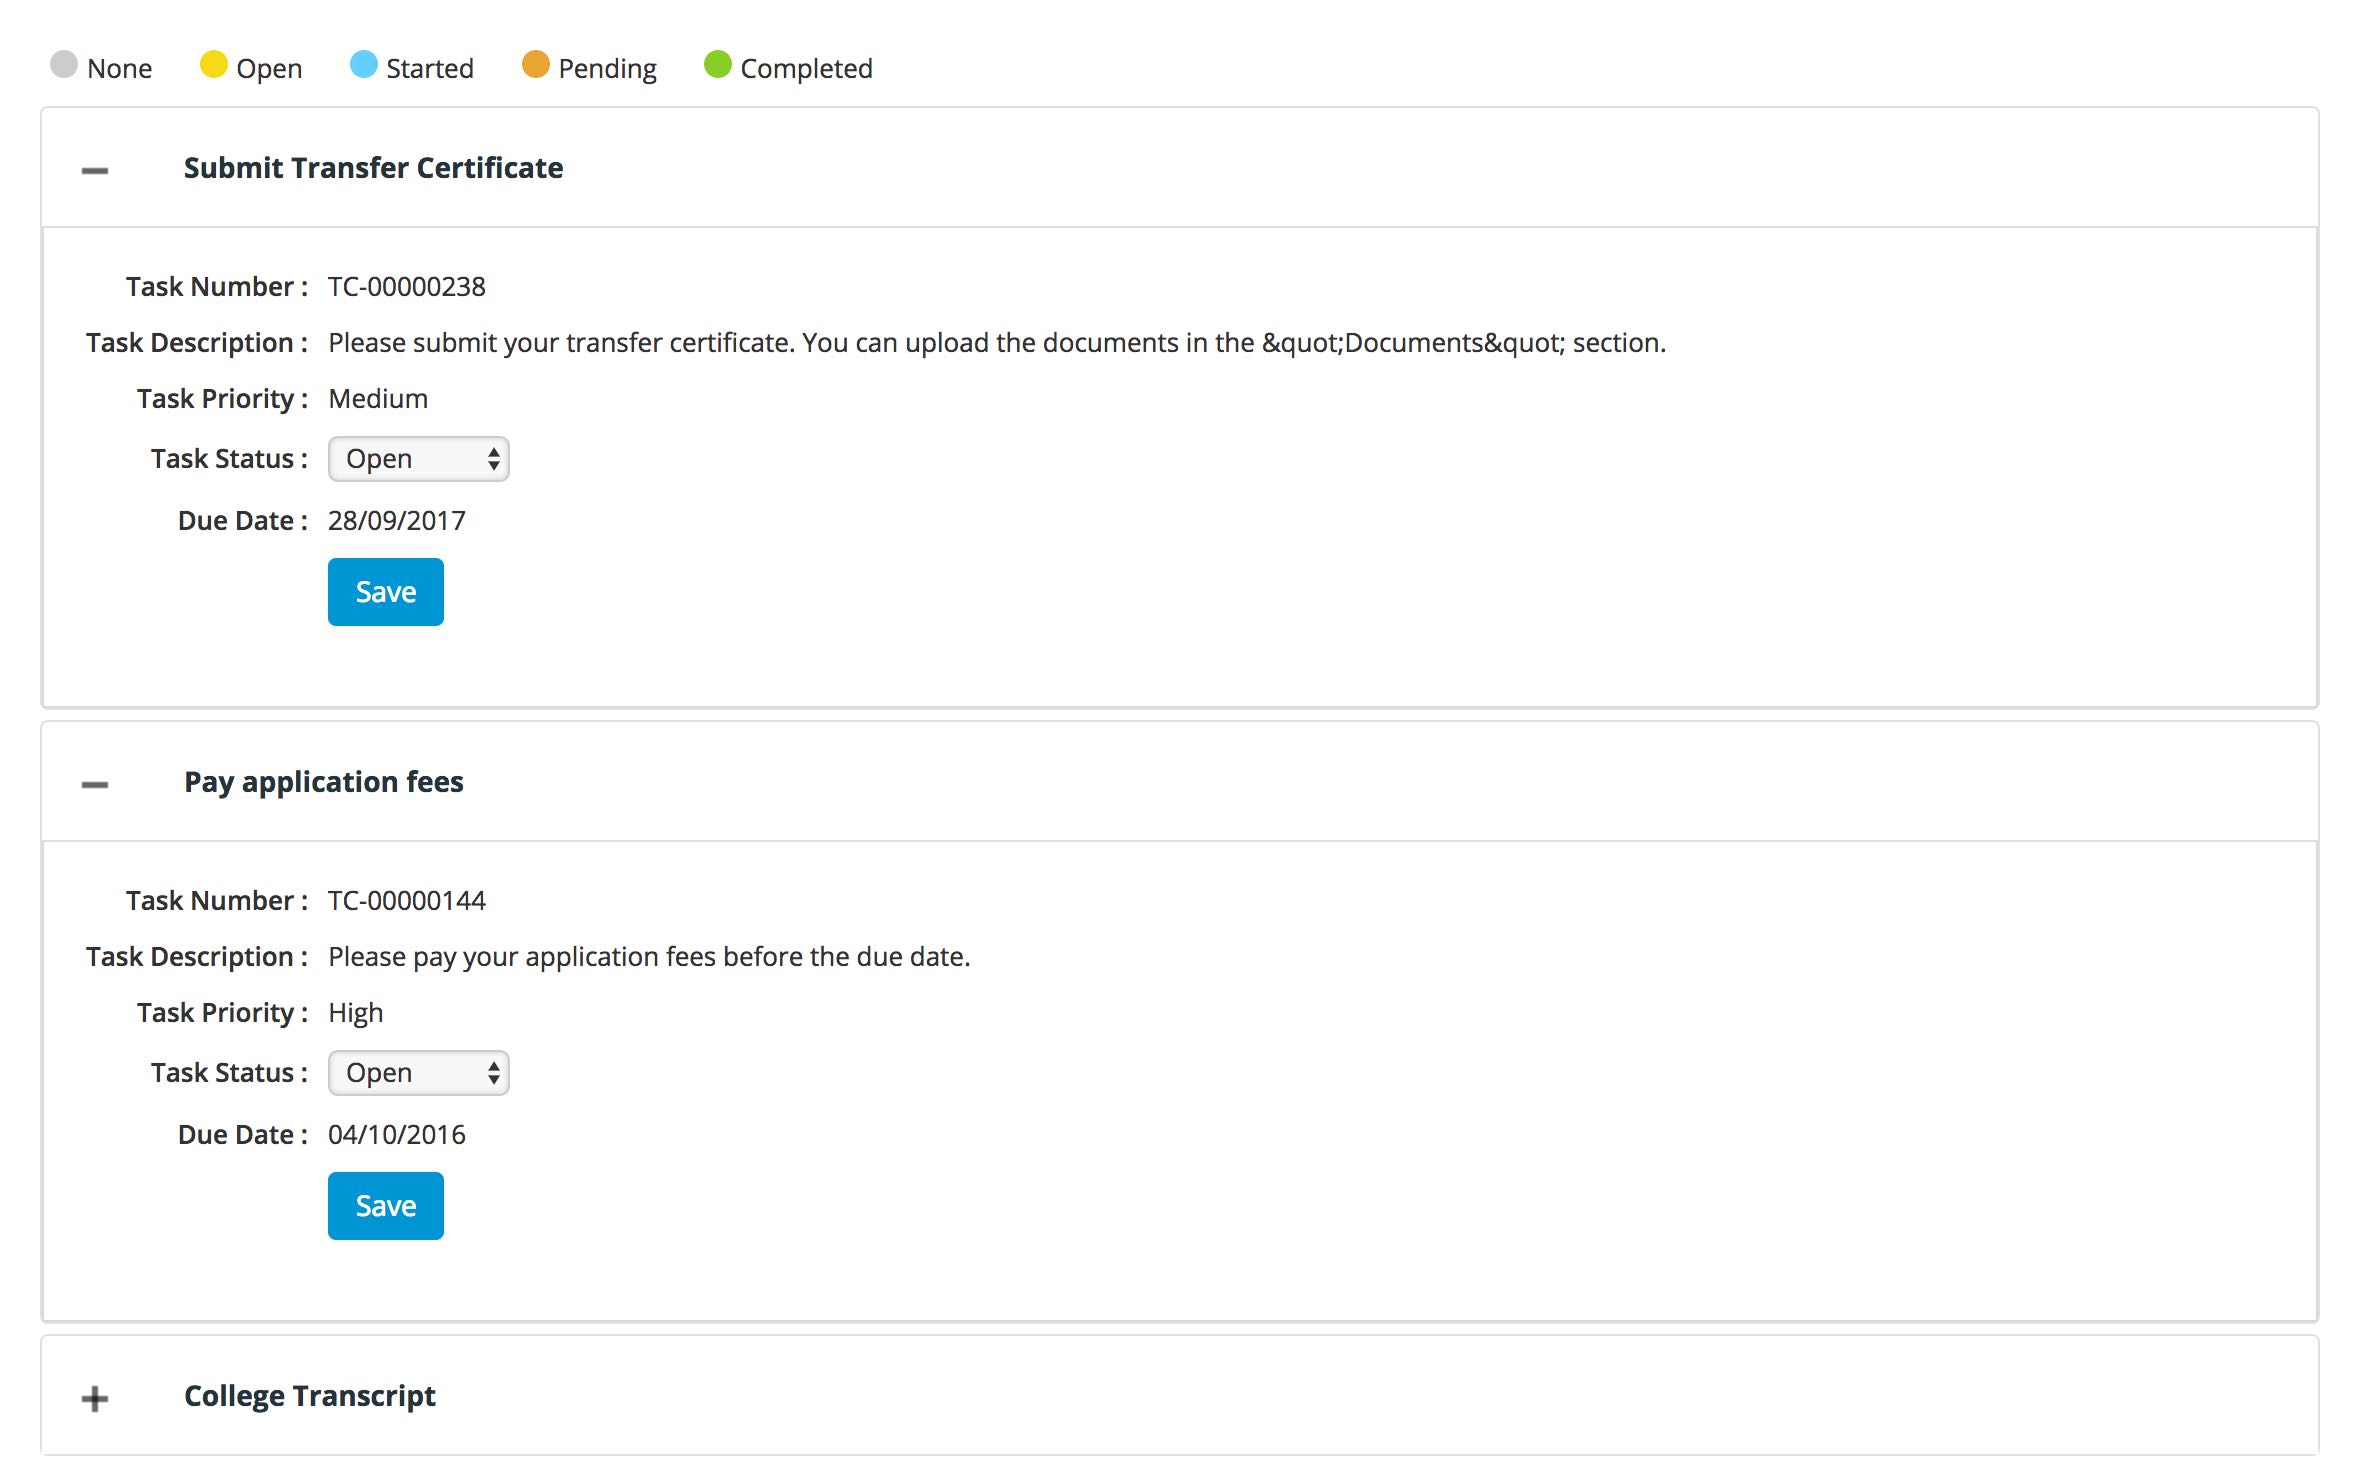 None Open Started Pending Completed
Submit Transfer Certificate
Task Number : TC-00000238
Task Description : Please submit your transfer certificate. You can upload the documents in the &quot;Documents&quot; section.
Task Priority : Medium
Task Status : Open
Due Date : 28/09/2017
Save
Pay application fees
Task Number : TC-00000144
Task Description : Please pay your application fees before the due date.
Task Priority : High
Task Status : Open
Due Date : 04/10/2016
Save
College Transcript